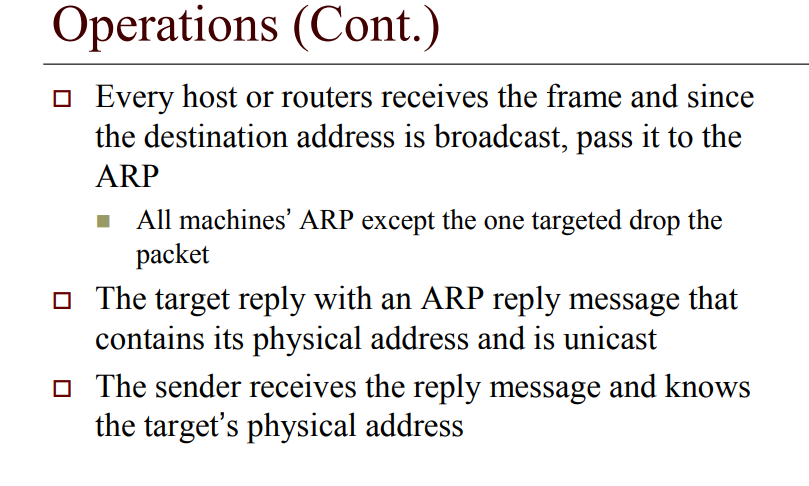 Operations (Cont.)
Every host or routers receives the frame and since
the destination address is broadcast, pass it to the
ARP
All machines’ ARP except the one targeted drop the
packet
The target reply with an ARP reply message that
contains its physical address and is unicast
The sender receives the reply message and knows
the target’s physical address